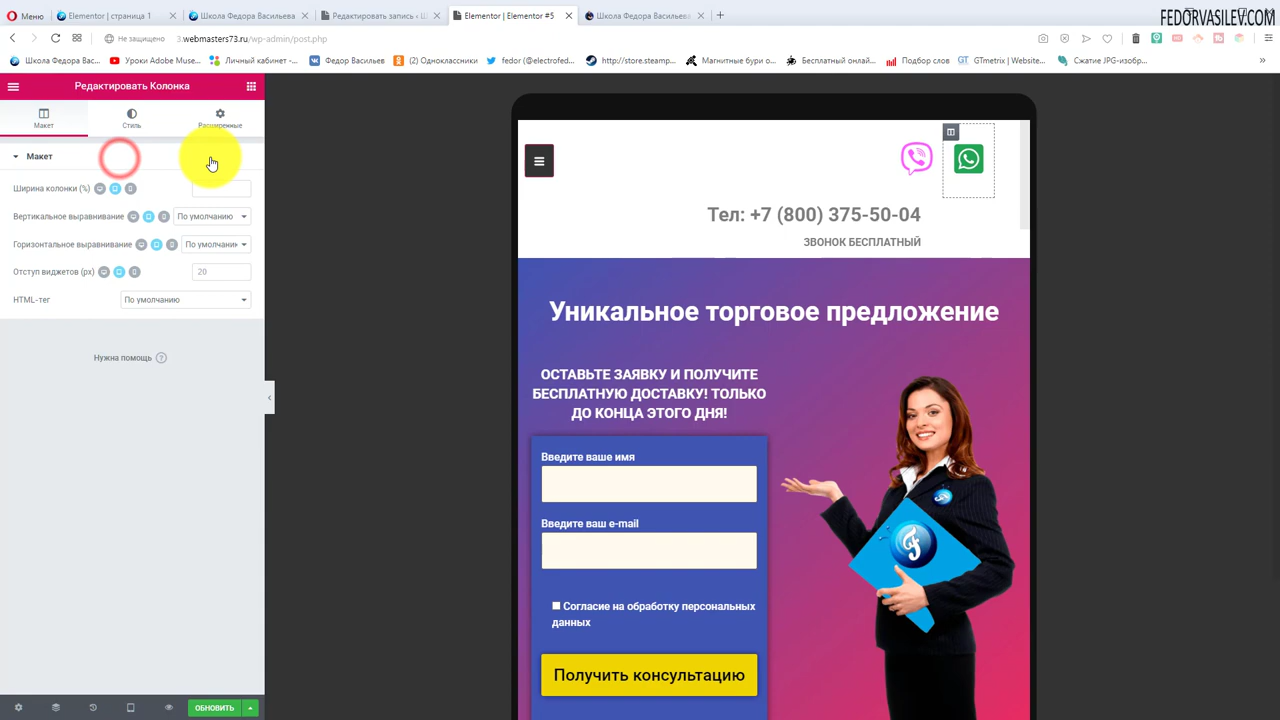 Меню
Elementor | страница 1
Школа Федора Васильева
Редактировать запись ‹ Ш
Elementor | Elementor #5
Школа Федора Васильева
FEDORVASILEV.COM
Не защищено
3.webmasters73.ru/wp-admin/post.php
Школа Федора Вас...
Уроки Adobe Muse...
Личный кабинет -...
Федор Васильев
(2) Одноклассники
fedor (@electrofed...
http://store.steamp...
Магнитные бури о...
Бесплатный онлай...
Подбор слов
GTmetrix | Website...
Сжатие JPG-изобр...
Редактировать Колонка
Макет
Стиль
Расширенные
Макет
Ширина колонки (%)
Вертикальное выравнивание
По умолчанию
Горизонтальное выравнивание
По умолчани
Отступ виджетов (px)
20
HTML-тег
По умолчанию
Нужна помощь
ОБНОВИТЬ
Тел: +7 (800) 375-50-04
ЗВОНОК БЕСПЛАТНЫЙ
Уникальное торговое предложение
ОСТАВЬТЕ ЗАЯВКУ И ПОЛУЧИТЕ
БЕСПЛАТНУЮ ДОСТАВКУ! ТОЛЬКО
ДО КОНЦА ЭТОГО ДНЯ!
Введите ваше имя
Введите ваш e-mail
Согласие на обработку персональных
данных
Получить консультацию